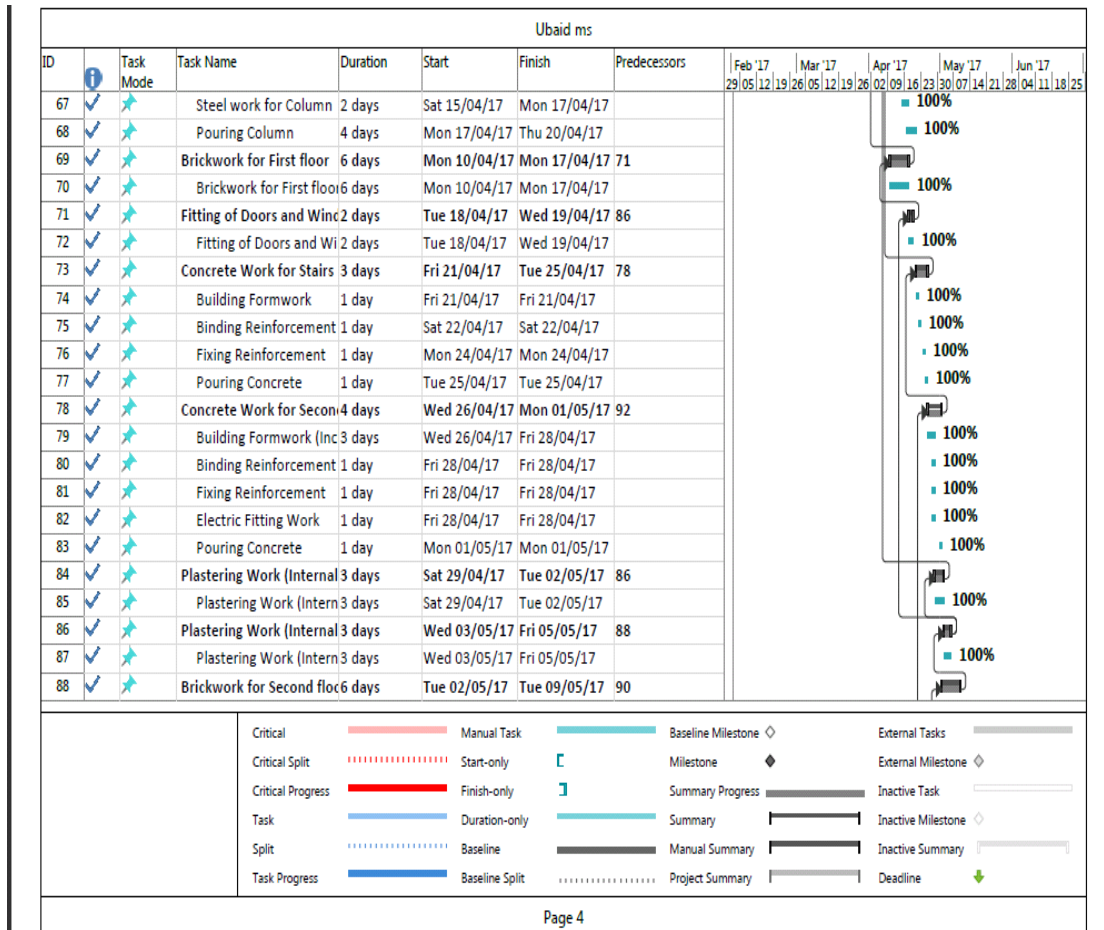 Ubaid ms
ID Task Mode Task Name Duration Start Finish Predecessors Feb '17 Mar '17 Apr '17 May '17 Jun '17
29 05 12 19 26 05 12 19 26 02 09 16 23 30 07 14 21 28 04 11 18 25
67 Steel work for Column 2 days Sat 15/04/17 Mon 17/04/17 100%
68 Pouring Column 4 days Mon 17/04/17 Thu 20/04/17 100%
69 Brickwork for First floor 6 days Mon 10/04/17 Mon 17/04/17 71
70 Brickwork for First floor 6 days Mon 10/04/17 Mon 17/04/17 100%
71 Fitting of Doors and Winc 2 days Tue 18/04/17 Wed 19/04/17 86
72 Fitting of Doors and Wi 2 days Tue 18/04/17 Wed 19/04/17 100%
73 Concrete Work for Stairs 3 days Fri 21/04/17 Tue 25/04/17 78
74 Building Formwork 1 day Fri 21/04/17 Fri 21/04/17 100%
75 Binding Reinforcement 1 day Sat 22/04/17 Sat 22/04/17 100%
76 Fixing Reinforcement 1 day Mon 24/04/17 Mon 24/04/17 100%
77 Pouring Concrete 1 day Tue 25/04/17 Tue 25/04/17 100%
78 Concrete Work for Second 4 days Wed 26/04/17 Mon 01/05/17 92
79 Building Formwork (Inc 3 days Wed 26/04/17 Fri 28/04/17 100%
80 Binding Reinforcement 1 day Fri 28/04/17 Fri 28/04/17 100%
81 Fixing Reinforcement 1 day Fri 28/04/17 Fri 28/04/17 100%
82 Electric Fitting Work 1 day Fri 28/04/17 Fri 28/04/17 100%
83 Pouring Concrete 1 day Mon 01/05/17 Mon 01/05/17 100%
84 Plastering Work (Internal 3 days Sat 29/04/17 Tue 02/05/17 86
85 Plastering Work (Intern 3 days Sat 29/04/17 Tue 02/05/17 100%
86 Plastering Work (Internal 3 days Wed 03/05/17 Fri 05/05/17 88
87 Plastering Work (Intern 3 days Wed 03/05/17 Fri 05/05/17 100%
88 Brickwork for Second floo 6 days Tue 02/05/17 Tue 09/05/17 90
Critical Manual Task Baseline Milestone External Tasks
Critical Split Start-only Milestone External Milestone
Critical Progress Finish-only Summary Progress Inactive Task
Task Duration-only Summary Inactive Milestone
Split Baseline Manual Summary Inactive Summary
Task Progress Baseline Split Project Summary Deadline
Page 4